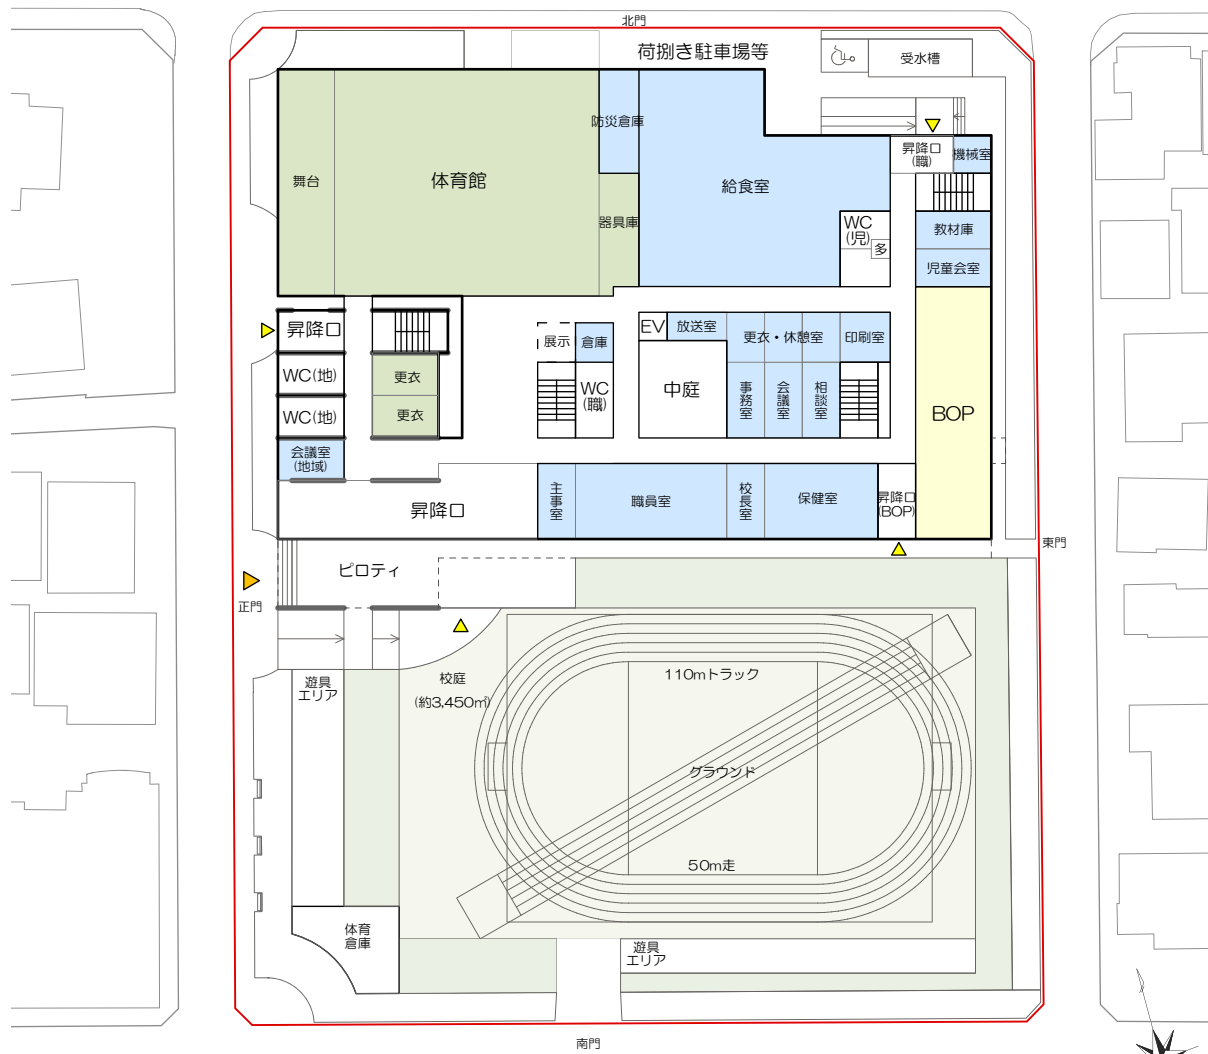 北門
荷捌き駐車場等
受水槽
防災倉庫
昇降口
(職)
機械室
舞台
体育館
給食室
器具庫
WC
(児)
多
教材庫
児童会室
昇降口
EV
放送室
更衣・休憩室
印刷室
展示
倉庫
WC(地)
更衣
WC
(職)
中庭
事務室
会議室
相談室
WC(地)
更衣
BOP
会議室
(地域)
主事室
職員室
校長室
保健室
昇降口
(BOP)
昇降口
東門
ピロティ
正門
110mトラック
遊具
エリア
校庭
(約3,450㎡)
グラウンド
50m走
体育
倉庫
遊具
エリア
南門